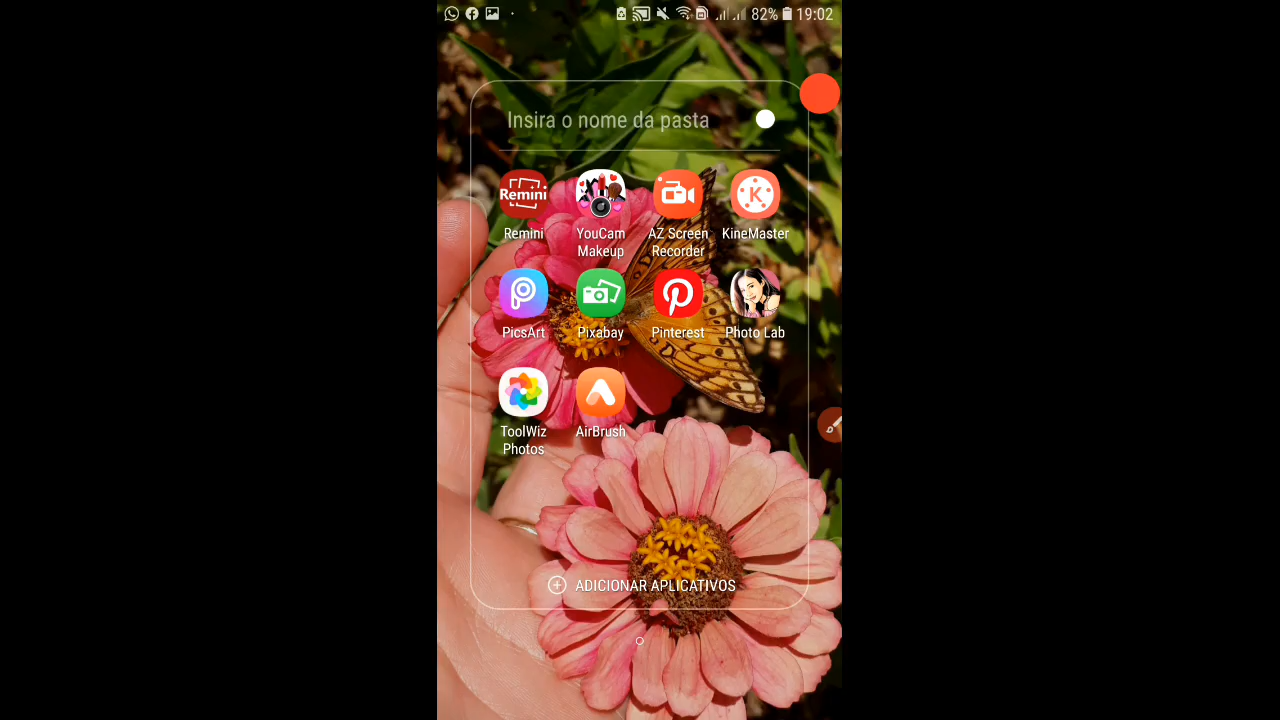 82% 19:02
Insira o nome da pasta
Remini
K
Remini
YouCam Makeup
AZ Screen Recorder
KineMaster
PicsArt
Pixabay
Pinterest
Photo Lab
ToolWiz Photos
AirBrush
ADICIONAR APLICATIVOS